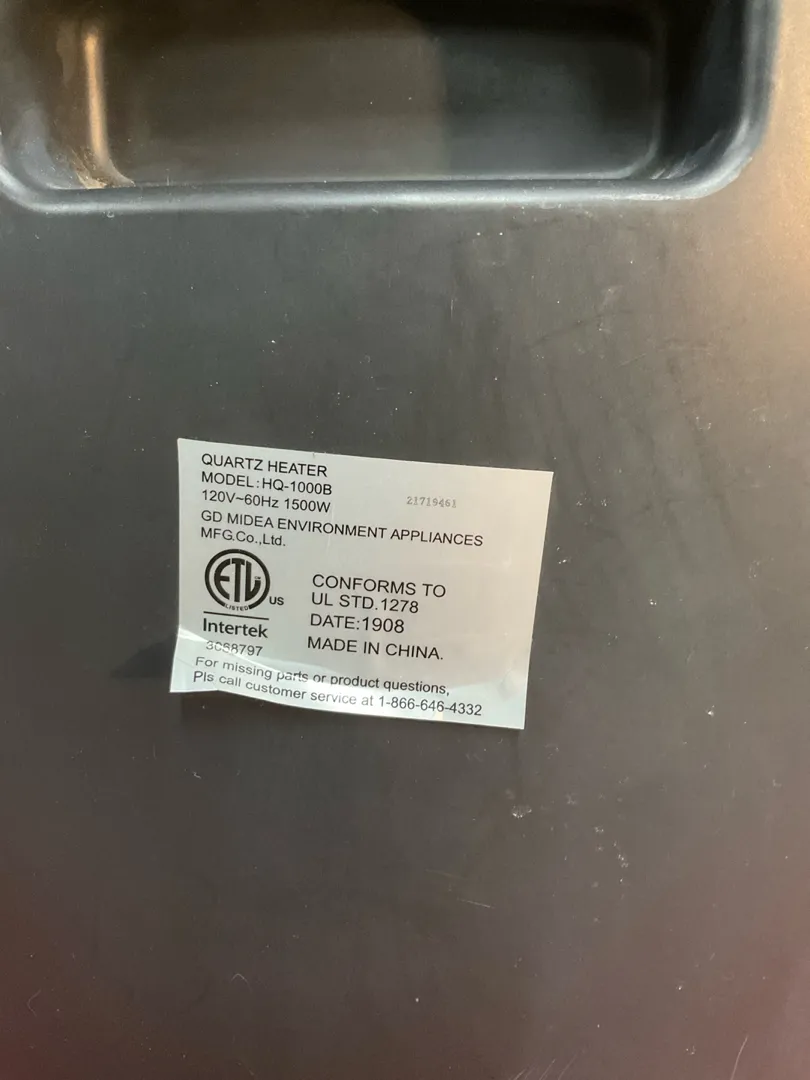 QUARTZ HEATER
MODEL:HQ-1000B
120V~60Hz 1500W
21719461
GD MIDEA ENVIRONMENT APPLIANCES
MFG.Co.,Ltd.
ETL
LISTED
US
Intertek
3068797
CONFORMS TO
UL STD.1278
DATE:1908
MADE IN CHINA.
For missing parts or product questions,
Pls call customer service at 1-866-646-4332